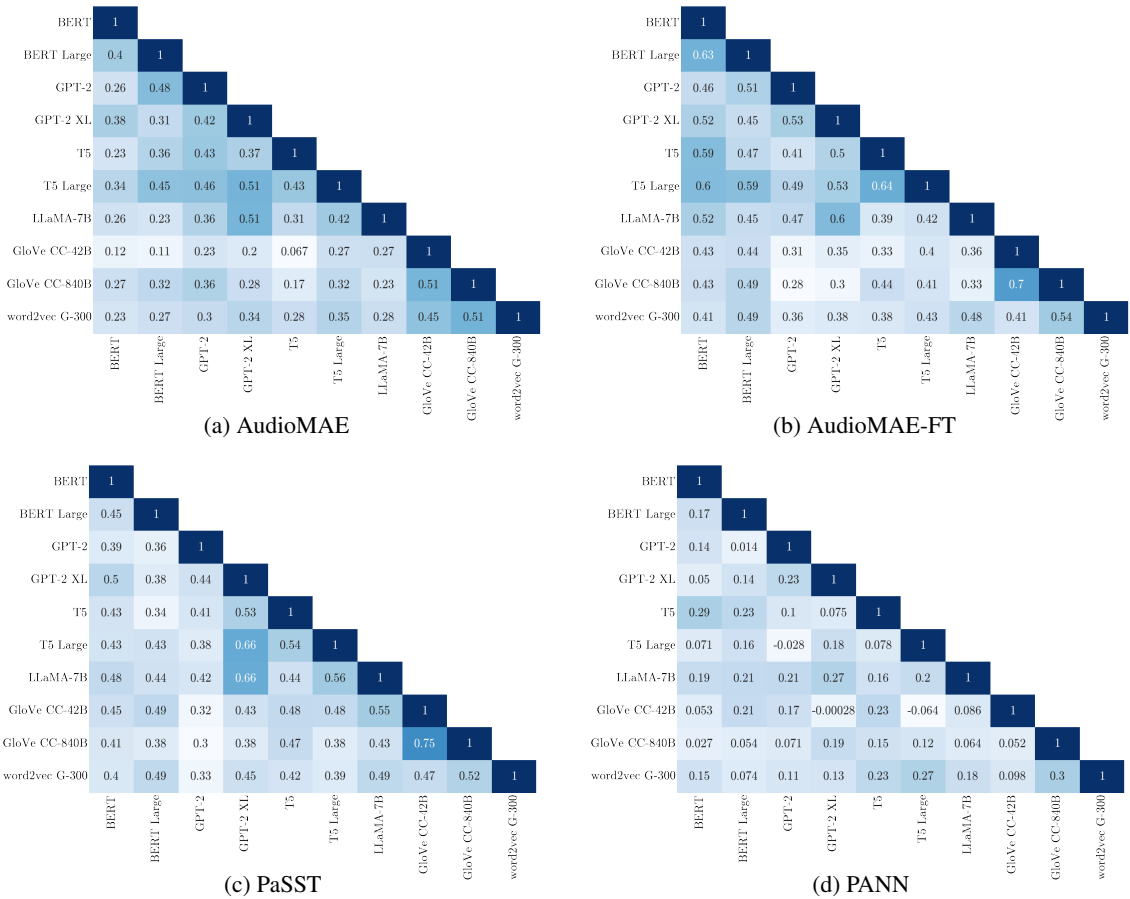 BERT 1
BERT Large 0.4 1
GPT-2 0.26 0.48 1
GPT-2 XL 0.38 0.31 0.42 1
T5 0.23 0.36 0.43 0.37 1
T5 Large 0.34 0.45 0.46 0.51 0.43 1
LLaMA-7B 0.26 0.23 0.36 0.51 0.31 0.42 1
GloVe CC-42B 0.12 0.11 0.23 0.2 0.067 0.27 0.27 1
GloVe CC-840B 0.27 0.32 0.36 0.28 0.17 0.32 0.23 0.51 1
word2vec G-300 0.23 0.27 0.3 0.34 0.28 0.35 0.28 0.45 0.51 1
BERT BERT Large GPT-2 GPT-2 XL T5 T5 Large LLaMA-7B GloVe CC-42B GloVe CC-840B word2vec G-300
(a) AudioMAE
BERT 1
BERT Large 0.63 1
GPT-2 0.46 0.51 1
GPT-2 XL 0.52 0.45 0.53 1
T5 0.59 0.47 0.41 0.5 1
T5 Large 0.6 0.59 0.49 0.53 0.64 1
LLaMA-7B 0.52 0.45 0.47 0.6 0.39 0.42 1
GloVe CC-42B 0.43 0.44 0.31 0.35 0.33 0.4 0.36 1
GloVe CC-840B 0.43 0.49 0.28 0.3 0.44 0.41 0.33 0.7 1
word2vec G-300 0.41 0.49 0.36 0.38 0.38 0.43 0.48 0.41 0.54 1
BERT BERT Large GPT-2 GPT-2 XL T5 T5 Large LLaMA-7B GloVe CC-42B GloVe CC-840B word2vec G-300
(b) AudioMAE-FT
BERT 1
BERT Large 0.45 1
GPT-2 0.39 0.36 1
GPT-2 XL 0.5 0.38 0.44 1
T5 0.43 0.34 0.41 0.53 1
T5 Large 0.43 0.43 0.38 0.66 0.54 1
LLaMA-7B 0.48 0.44 0.42 0.66 0.44 0.56 1
GloVe CC-42B 0.45 0.49 0.32 0.43 0.48 0.48 0.55 1
GloVe CC-840B 0.41 0.38 0.3 0.38 0.47 0.38 0.43 0.75 1
word2vec G-300 0.4 0.49 0.33 0.45 0.42 0.39 0.49 0.47 0.52 1
BERT BERT Large GPT-2 GPT-2 XL T5 T5 Large LLaMA-7B GloVe CC-42B GloVe CC-840B word2vec G-300
(c) PaSST
BERT 1
BERT Large 0.17 1
GPT-2 0.14 0.014 1
GPT-2 XL 0.05 0.14 0.23 1
T5 0.29 0.23 0.1 0.075 1
T5 Large 0.071 0.16 -0.028 0.18 0.078 1
LLaMA-7B 0.19 0.21 0.21 0.27 0.16 0.2 1
GloVe CC-42B 0.053 0.21 0.17 -0.00028 0.23 -0.064 0.086 1
GloVe CC-840B 0.027 0.054 0.071 0.19 0.15 0.12 0.064 0.052 1
word2vec G-300 0.15 0.074 0.11 0.13 0.23 0.27 0.18 0.098 0.3 1
BERT BERT Large GPT-2 GPT-2 XL T5 T5 Large LLaMA-7B GloVe CC-42B GloVe CC-840B word2vec G-300
(d) PANN